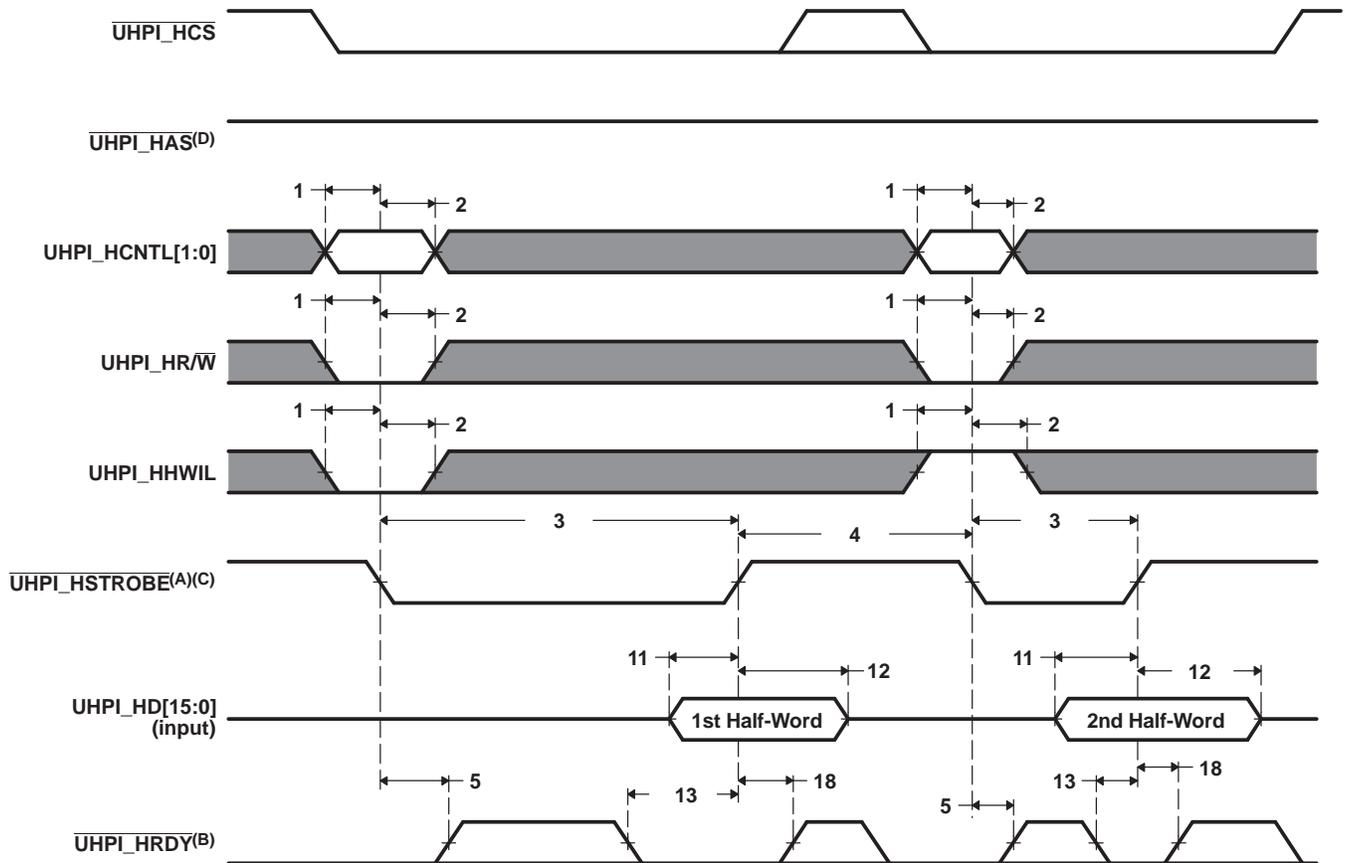 UHPI_HCS
UHPI_HAS(D)
1
2
1
2
UHPI_HCNTL[1:0]
1
2
1
2
UHPI_HR/W
1
2
1
2
UHPI_HHWIL
3
4
3
UHPI_HSTROBE(A)(C)
11
12
11
12
UHPI_HD[15:0]
(input)
1st Half-Word
2nd Half-Word
5
13
18
5
13
18
UHPI_HRDY(B)